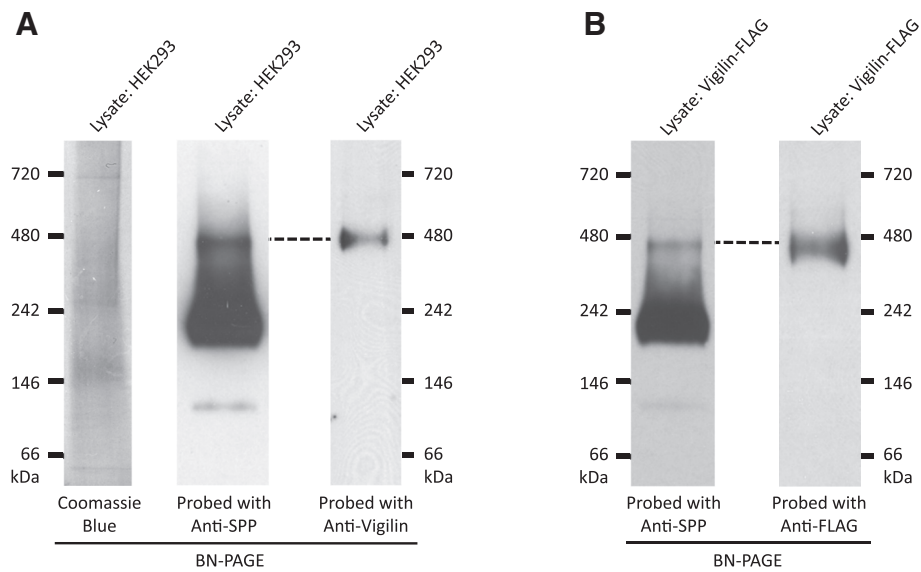 A
Lysate: HEK293
Lysate: HEK293
Lysate: HEK293
720
480
242
146
66
kDa
720
480
242
146
66
kDa
Coomassie
Blue
Probed with
Anti-SPP
Probed with
Anti-Vigilin
BN-PAGE
B
Lysate: Vigilin-FLAG
Lysate: Vigilin-FLAG
720
480
242
146
66
kDa
720
480
242
146
66
kDa
Probed with
Anti-SPP
Probed with
Anti-FLAG
BN-PAGE